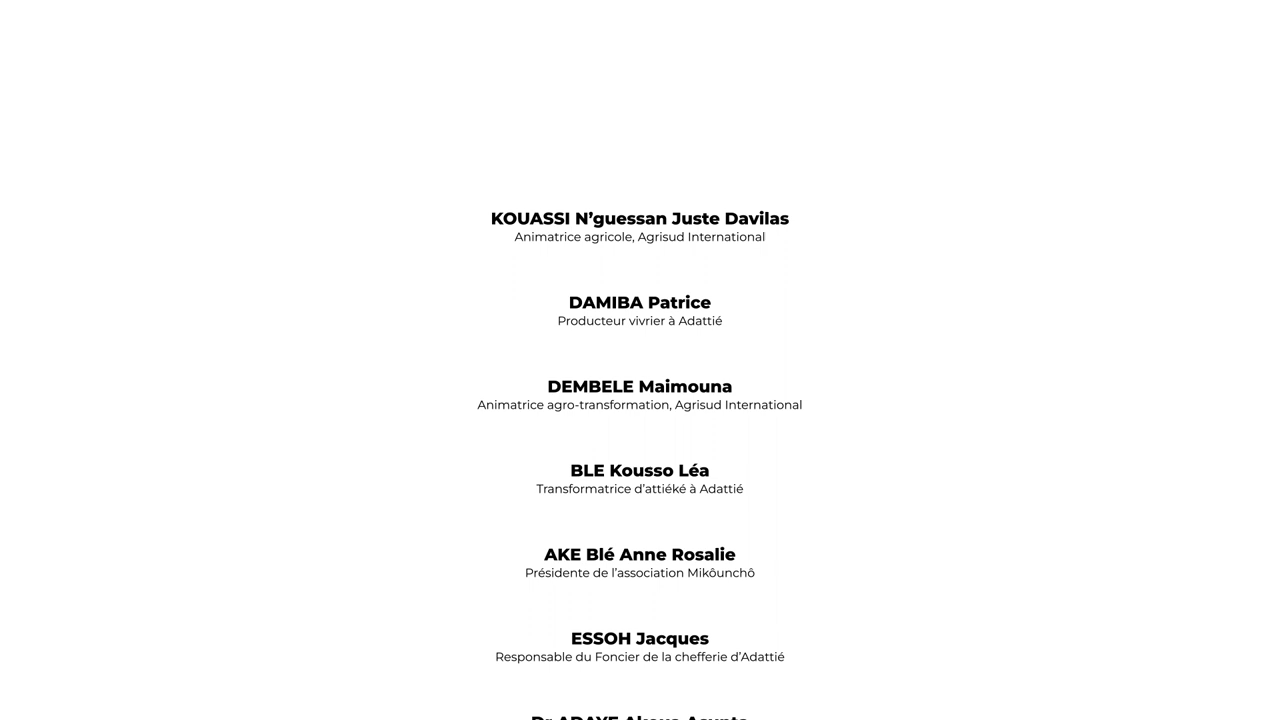 KOUASSI N’guessan Juste Davilas
Animatrice agricole, Agrisud International
DAMIBA Patrice
Producteur vivrier à Adattié
DEMBELE Maimouna
Animatrice agro-transformation, Agrisud International
BLE Kousso Léa
Transformatrice d’attiéké à Adattié
AKE Blé Anne Rosalie
Présidente de l’association Mikôunchô
ESSOH Jacques
Responsable du Foncier de la chefferie d’Adattié